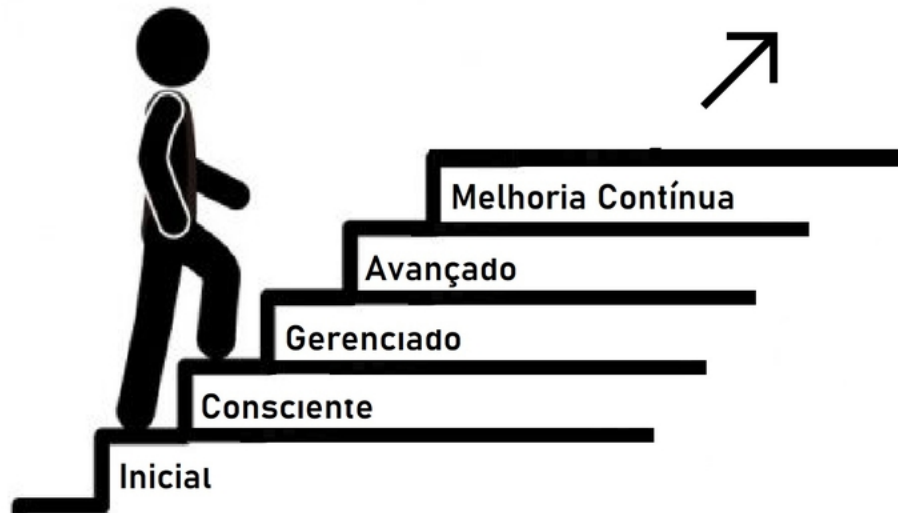 Melhoria Contínua
Avançado
Gerenciado
Consciente
Inicial